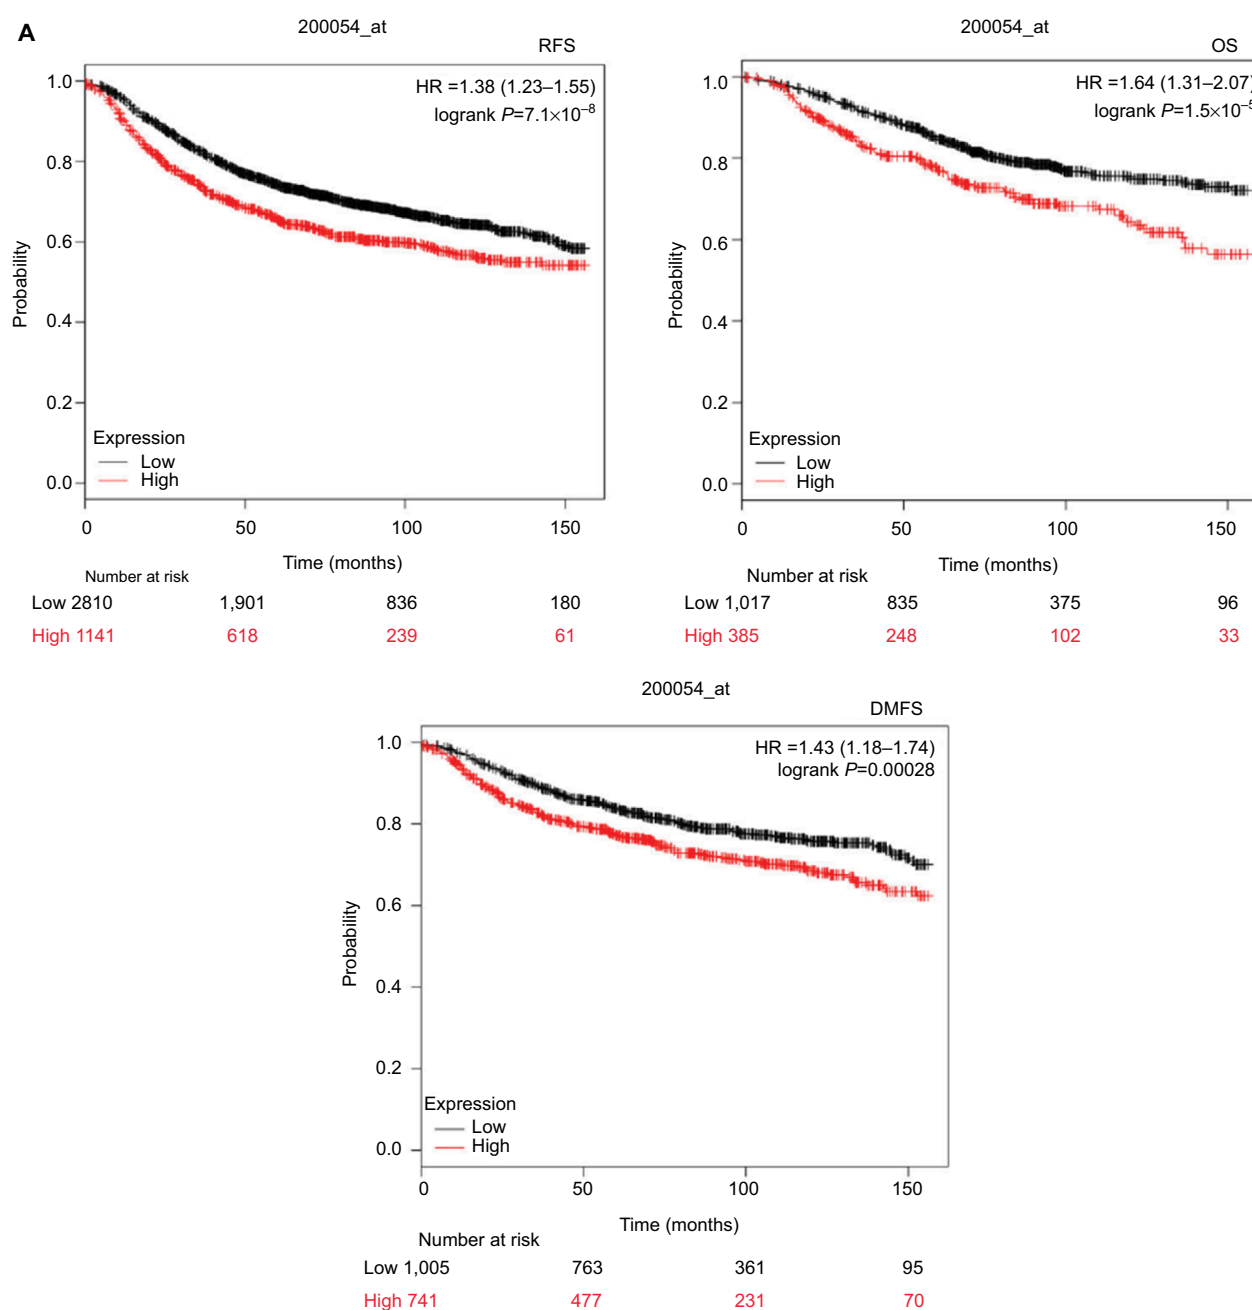 A
200054_at
RFS
HR =1.38 (1.23–1.55)
logrank P=7.1×10–8
1.0
0.8
0.6
0.4
0.2
0.0
Probability
Expression
Low
High
0 50 100 150
Time (months)
Number at risk
Low 2810 1,901 836 180
High 1141 618 239 61
200054_at
OS
HR =1.64 (1.31–2.07)
logrank P=1.5×10–5
1.0
0.8
0.6
0.4
0.2
0.0
Probability
Expression
Low
High
0 50 100 150
Time (months)
Number at risk
Low 1,017 835 375 96
High 385 248 102 33
200054_at
DMFS
HR =1.43 (1.18–1.74)
logrank P=0.00028
1.0
0.8
0.6
0.4
0.2
0.0
Probability
Expression
Low
High
0 50 100 150
Time (months)
Number at risk
Low 1,005 763 361 95
High 741 477 231 70